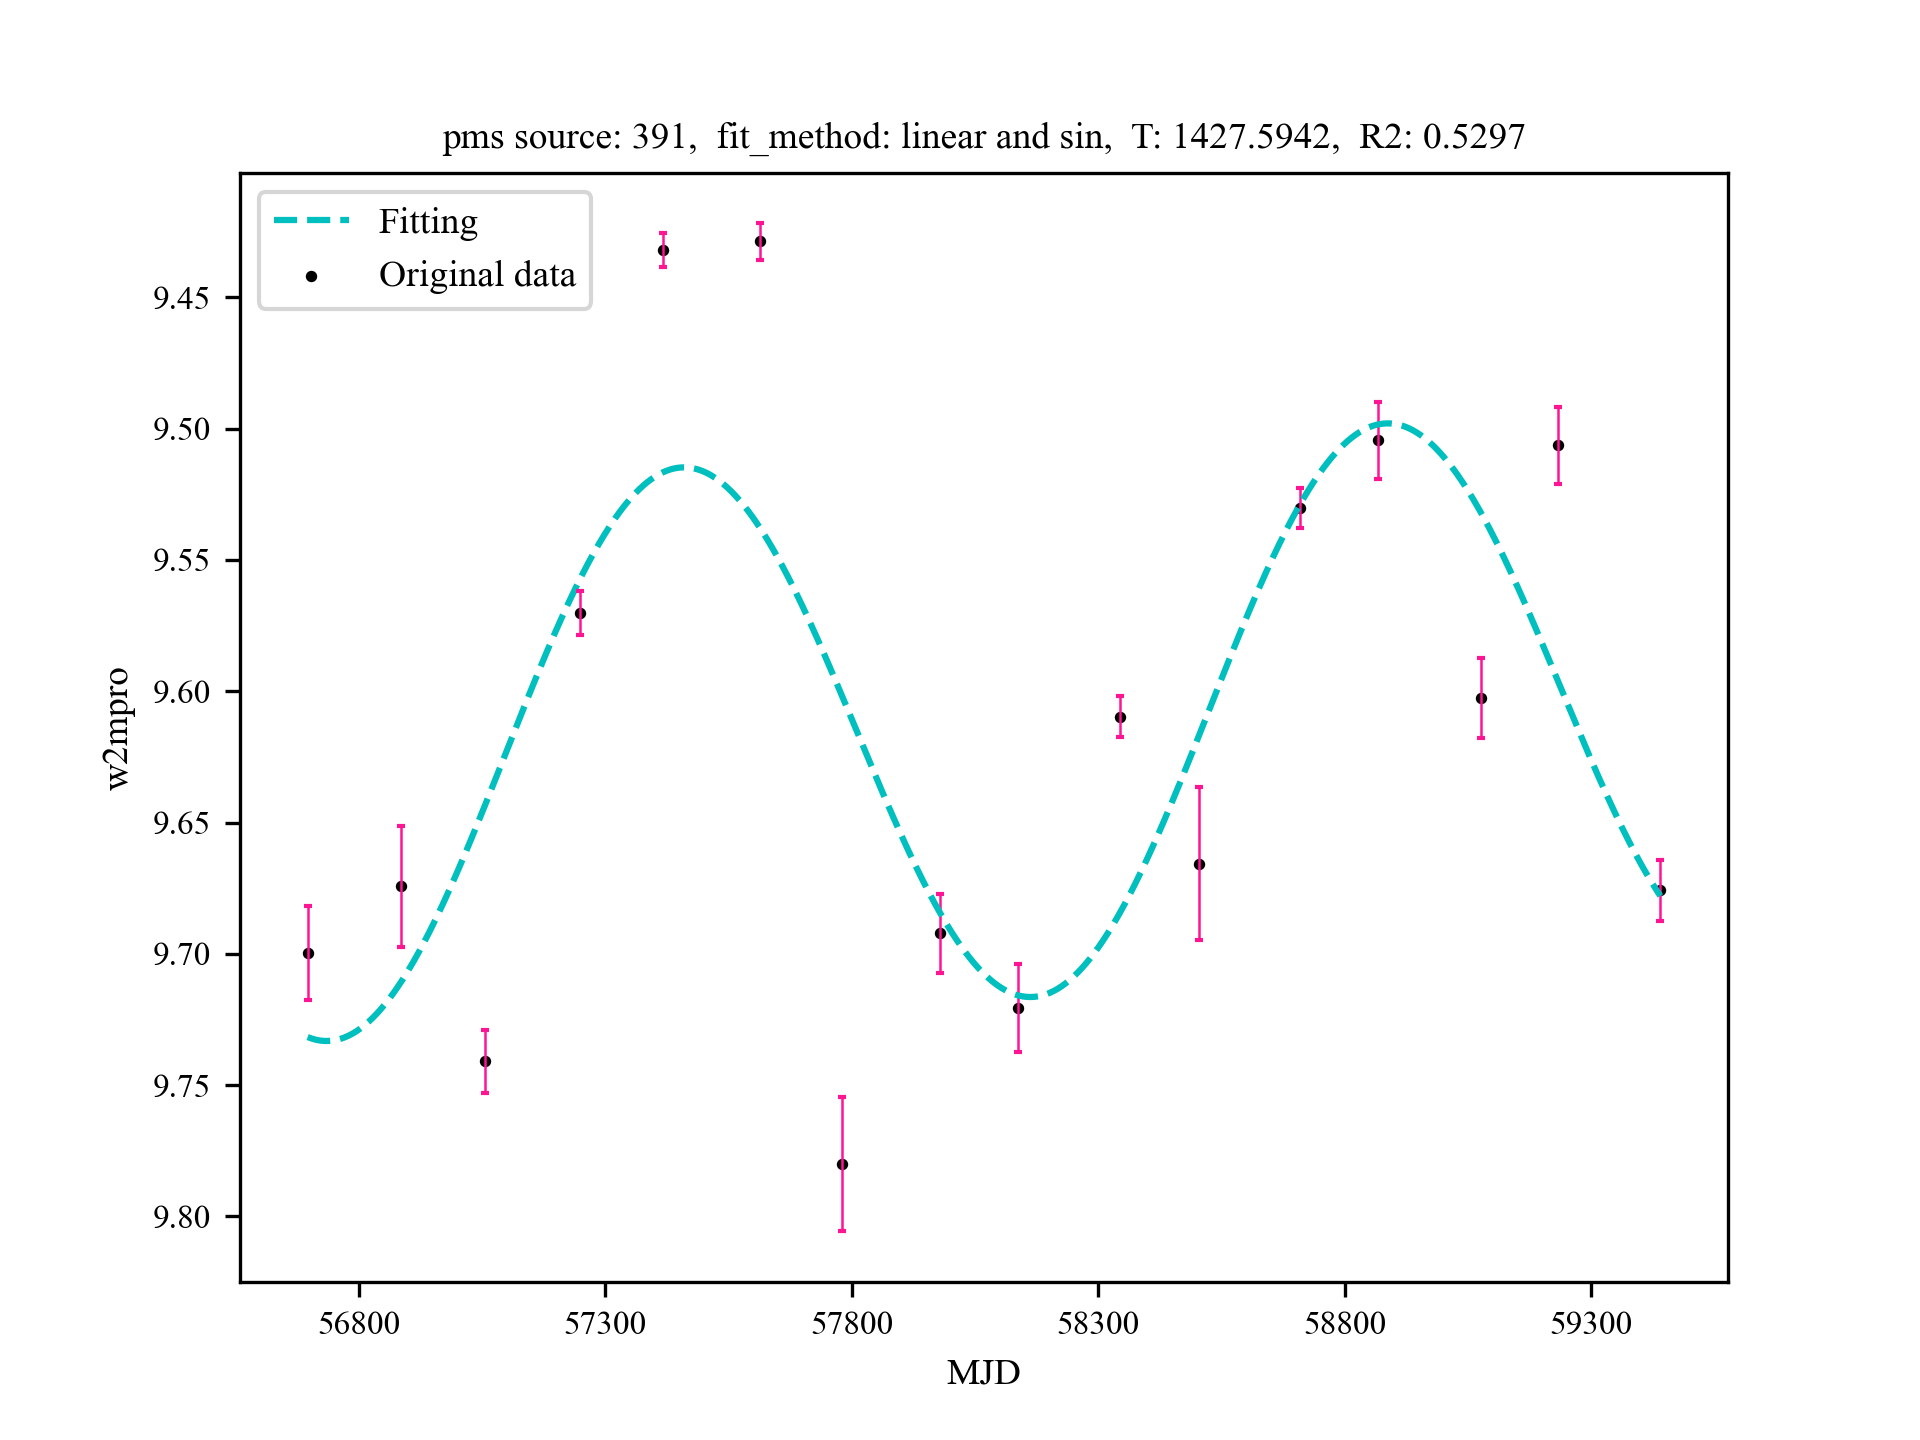 pms source: 391,  fit_method: linear and sin,  T: 1427.5942,  R2: 0.5297
Fitting
Original data
9.45
9.50
9.55
9.60
9.65
9.70
9.75
9.80
w2mpro
56800
57300
57800
58300
58800
59300
MJD